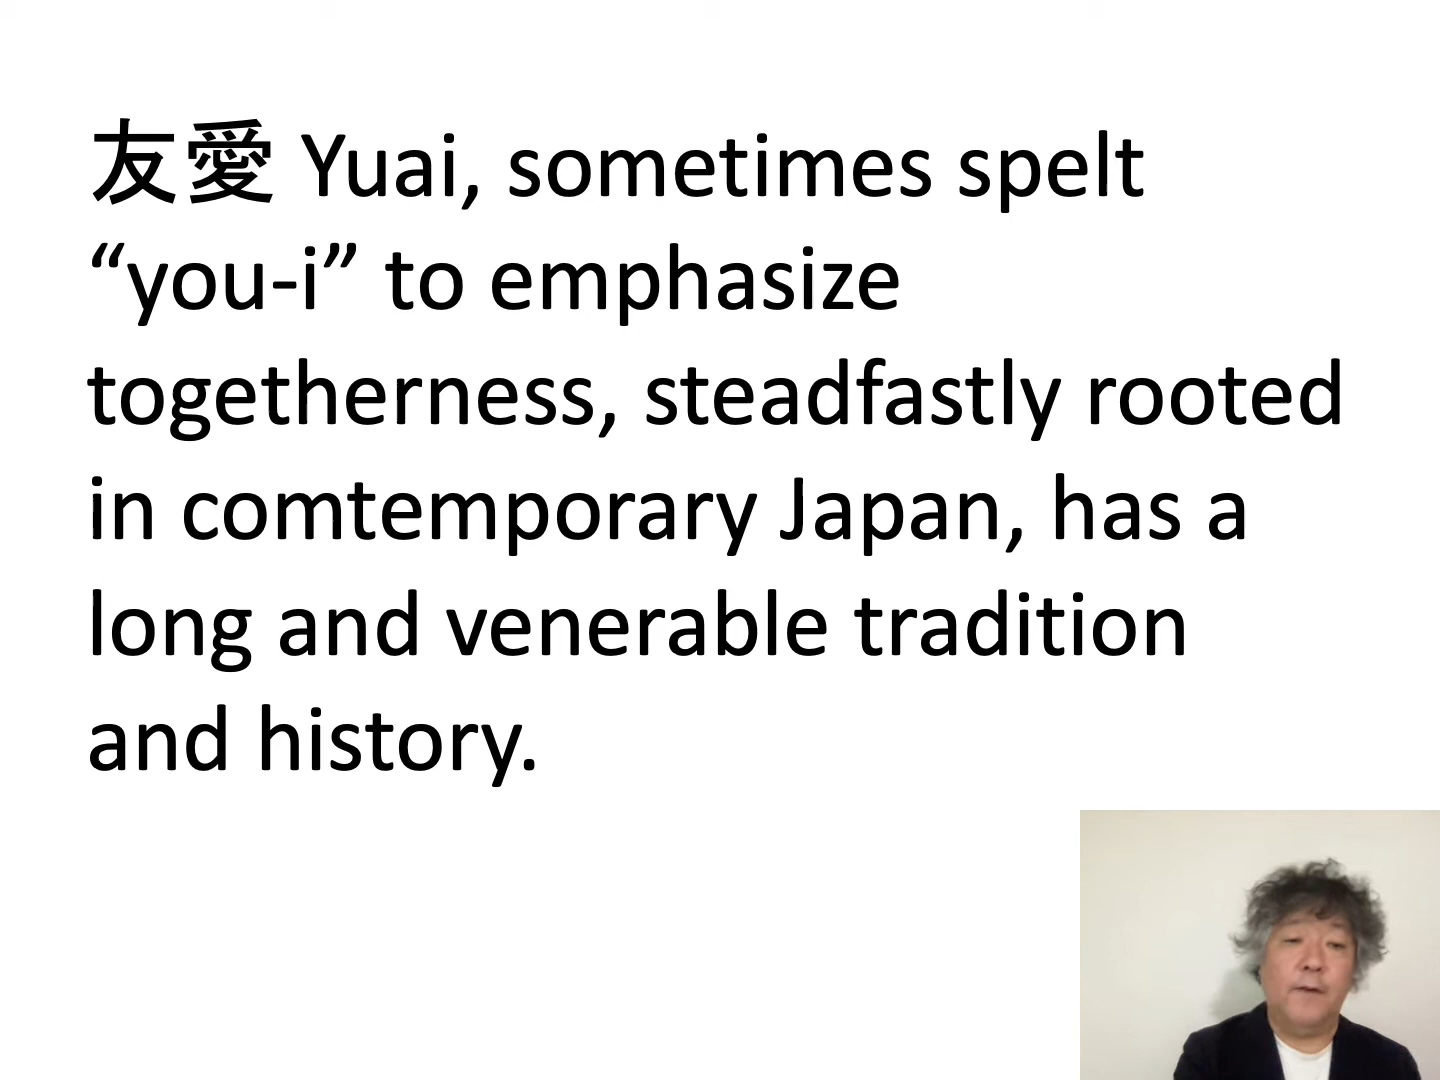 友愛 Yuai, sometimes spelt
“you-i” to emphasize
togetherness, steadfastly rooted
in comtemporary Japan, has a
long and venerable tradition
and history.